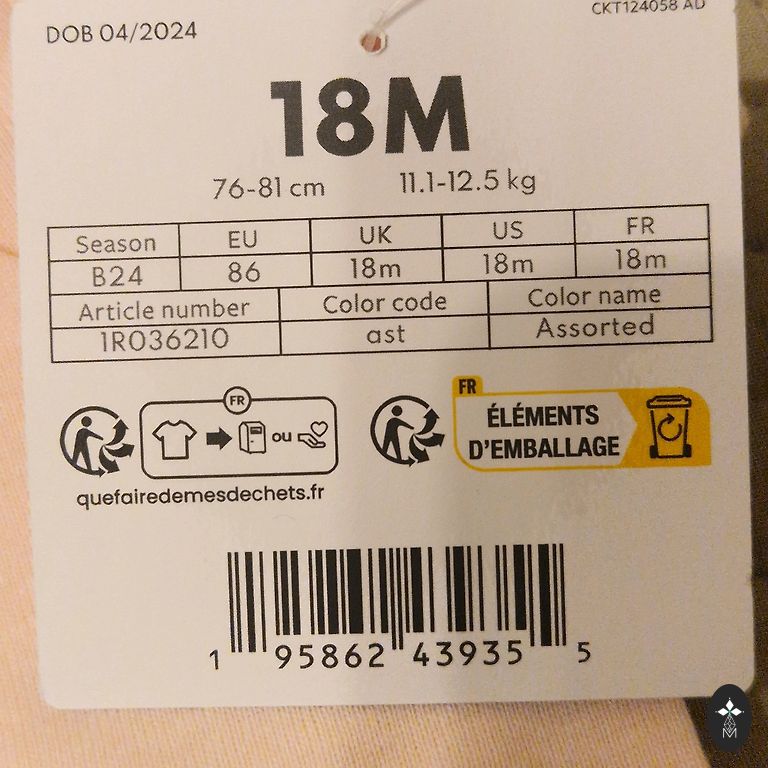 DOB 04/2024
CKT124058 AD
18M
76-81 cm 11.1-12.5 kg
Season EU UK US FR
B24 86 18m 18m 18m
Article number Color code Color name
1R036210 ast Assorted
FR
ou
quefairedemesdechets.fr
FR
ÉLÉMENTS
D'EMBALLAGE
1 95862 43935 5
M